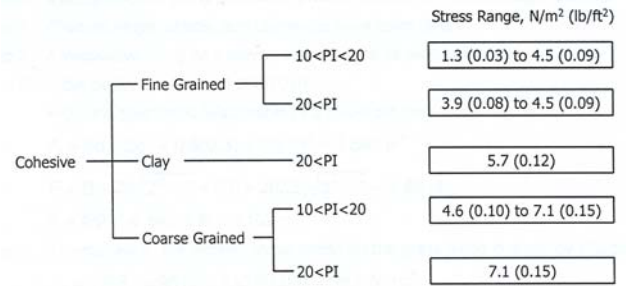 Stress Range, N/m² (lb/ft²)
10<PI<20 1.3 (0.03) to 4.5 (0.09)
Fine Grained
20<PI 3.9 (0.08) to 4.5 (0.09)
Cohesive Clay 20<PI 5.7 (0.12)
10<PI<20 4.6 (0.10) to 7.1 (0.15)
Coarse Grained
20<PI 7.1 (0.15)